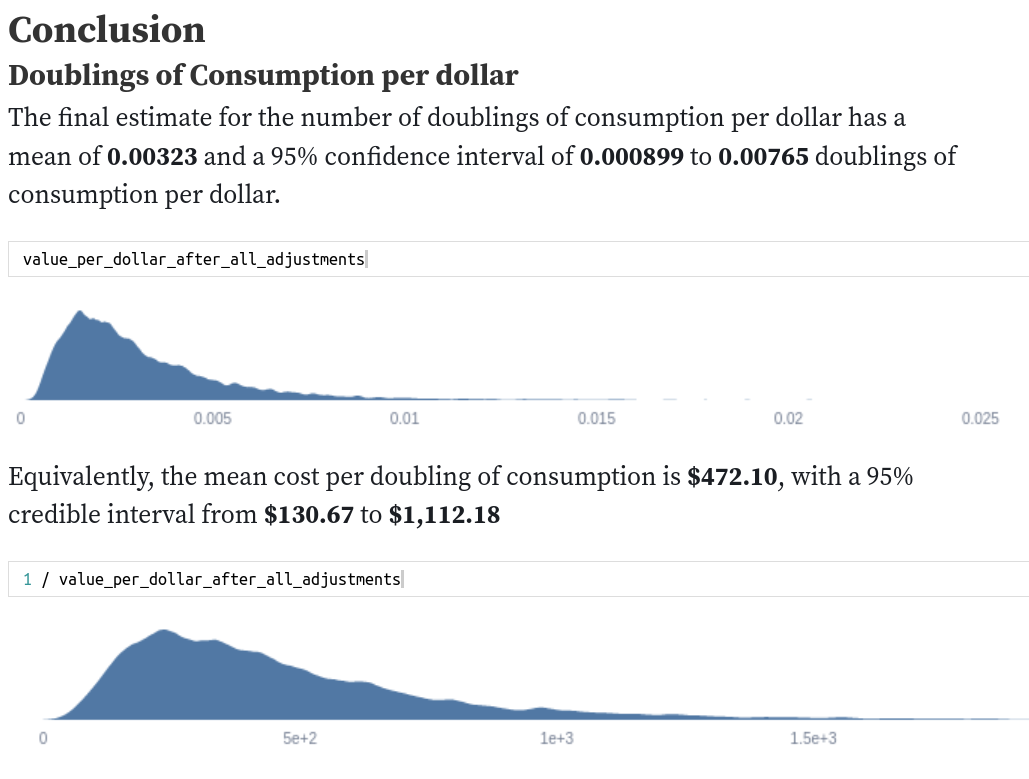 Conclusion
Doublings of Consumption per dollar
The final estimate for the number of doublings of consumption per dollar has a
mean of 0.00323 and a 95% confidence interval of 0.000899 to 0.00765 doublings of
consumption per dollar.
value_per_dollar_after_all_adjustments
0 0.005 0.01 0.015 0.02 0.025
Equivalently, the mean cost per doubling of consumption is $472.10, with a 95%
credible interval from $130.67 to $1,112.18
1 / value_per_dollar_after_all_adjustments
0 5e+2 1e+3 1.5e+3